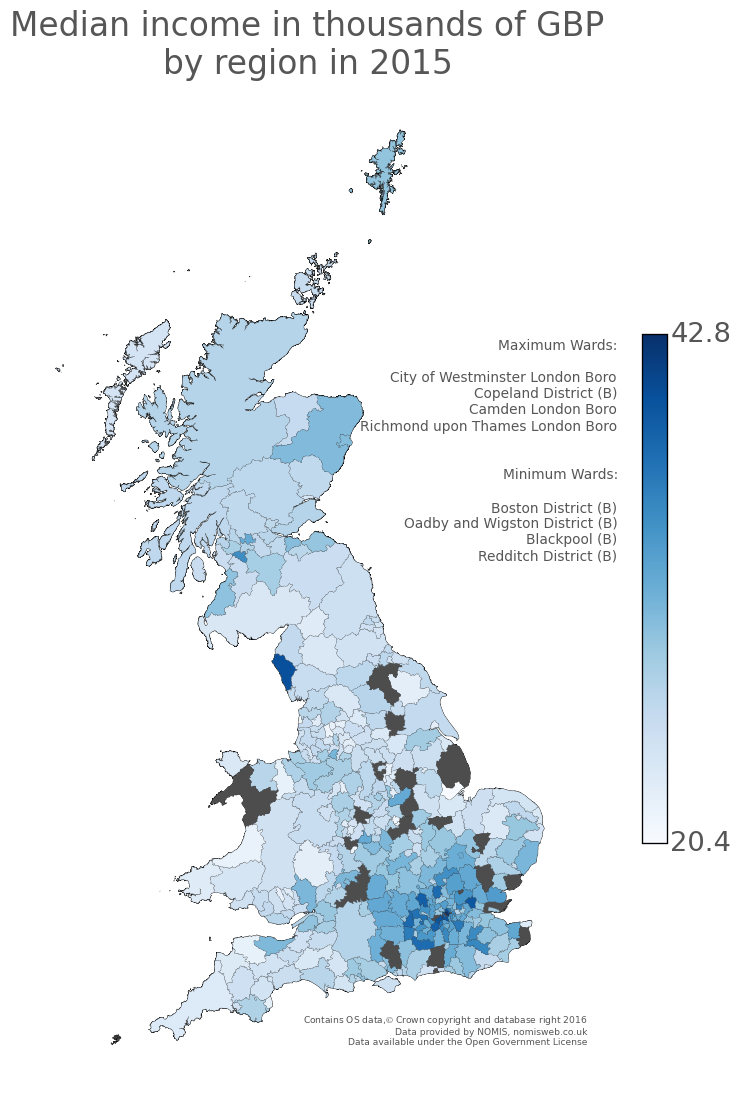 Median income in thousands of GBP
by region in 2015
42.8
Maximum Wards:
City of Westminster London Boro
Copeland District (B)
Camden London Boro
Richmond upon Thames London Boro
Minimum Wards:
Boston District (B)
Oadby and Wigston District (B)
Blackpool (B)
Redditch District (B)
20.4
Contains OS data,© Crown copyright and database right 2016
Data provided by NOMIS, nomisweb.co.uk
Data available under the Open Government License